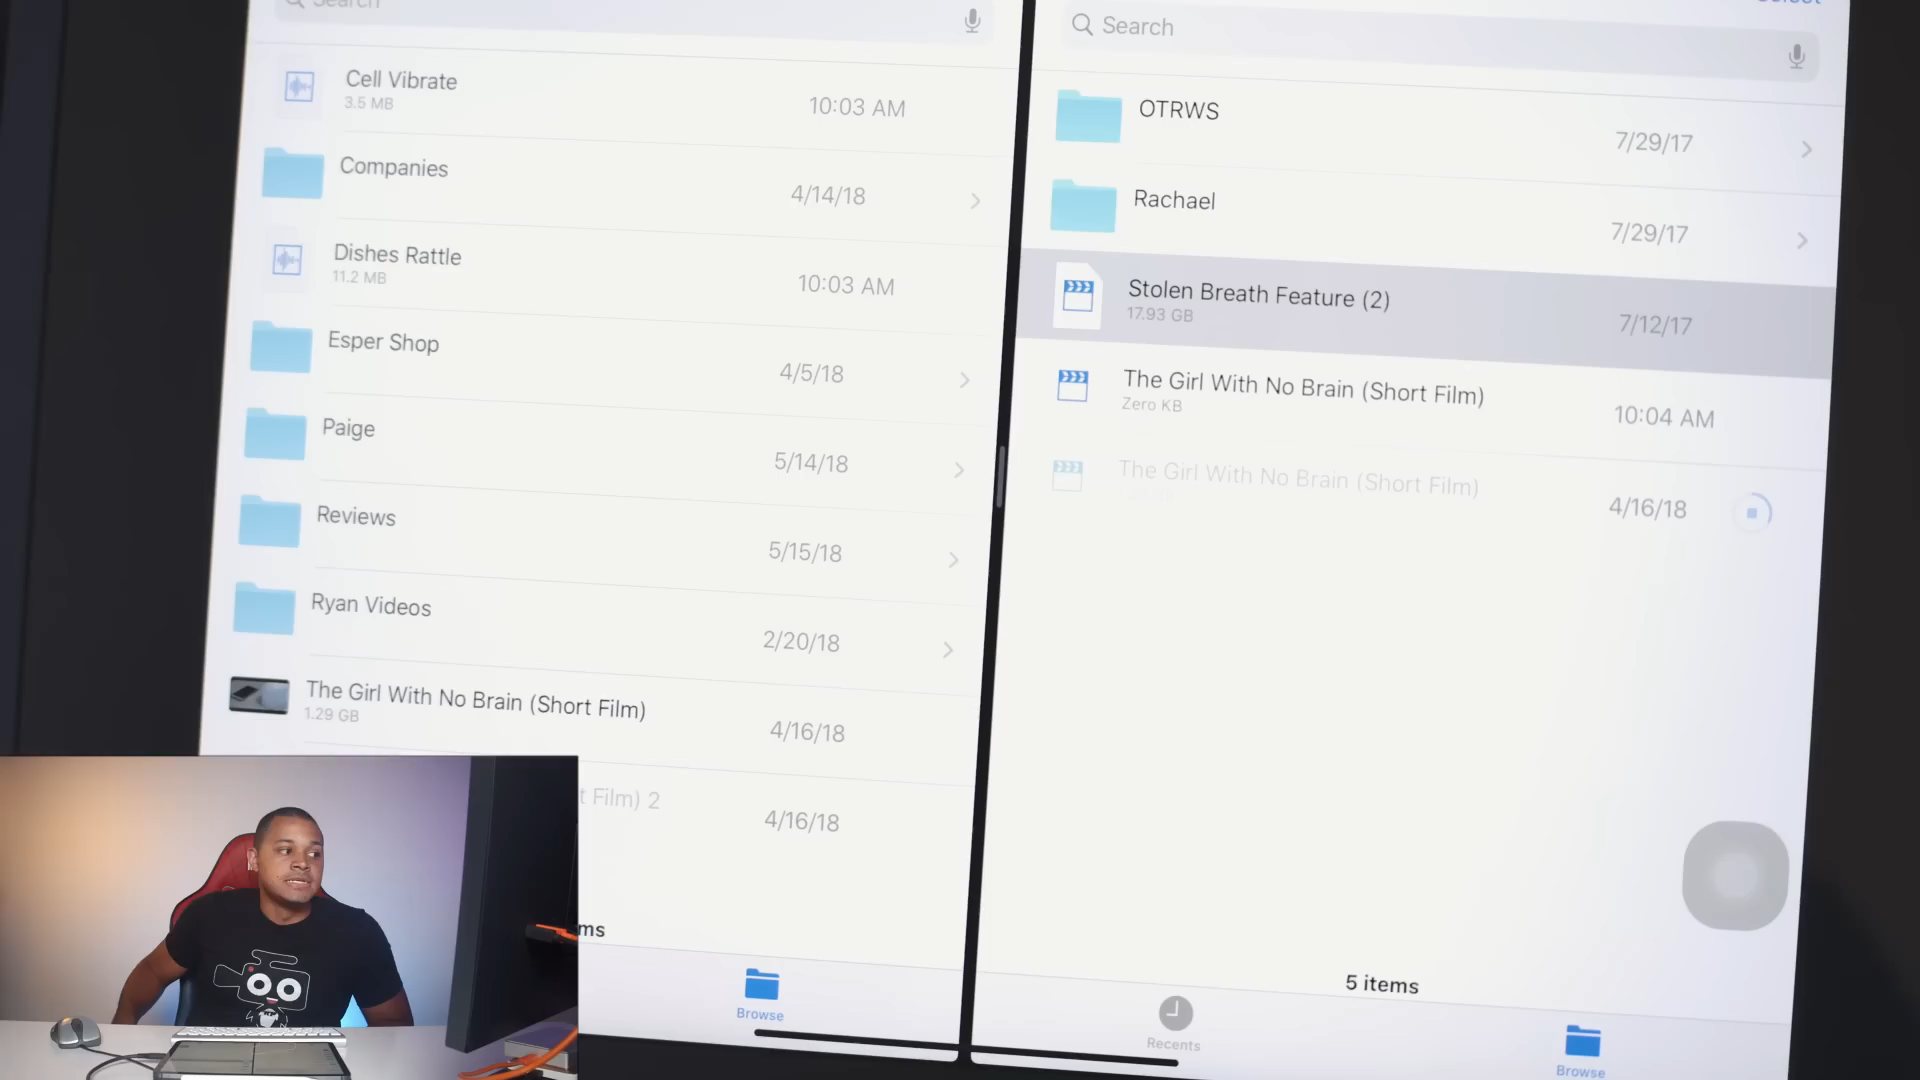 Search
Cell Vibrate
3.5 MB
10:03 AM
Companies
4/14/18
Dishes Rattle
11.2 MB
10:03 AM
Esper Shop
4/5/18
Paige
5/14/18
Reviews
5/15/18
Ryan Videos
2/20/18
The Girl With No Brain (Short Film)
1.29 GB
4/16/18
t Film) 2
4/16/18
ms
Browse
Select
Search
OTRWS
7/29/17
Rachael
7/29/17
Stolen Breath Feature (2)
17.93 GB
7/12/17
The Girl With No Brain (Short Film)
Zero KB
10:04 AM
The Girl With No Brain (Short Film)
4/16/18
5 items
Recents
Browse